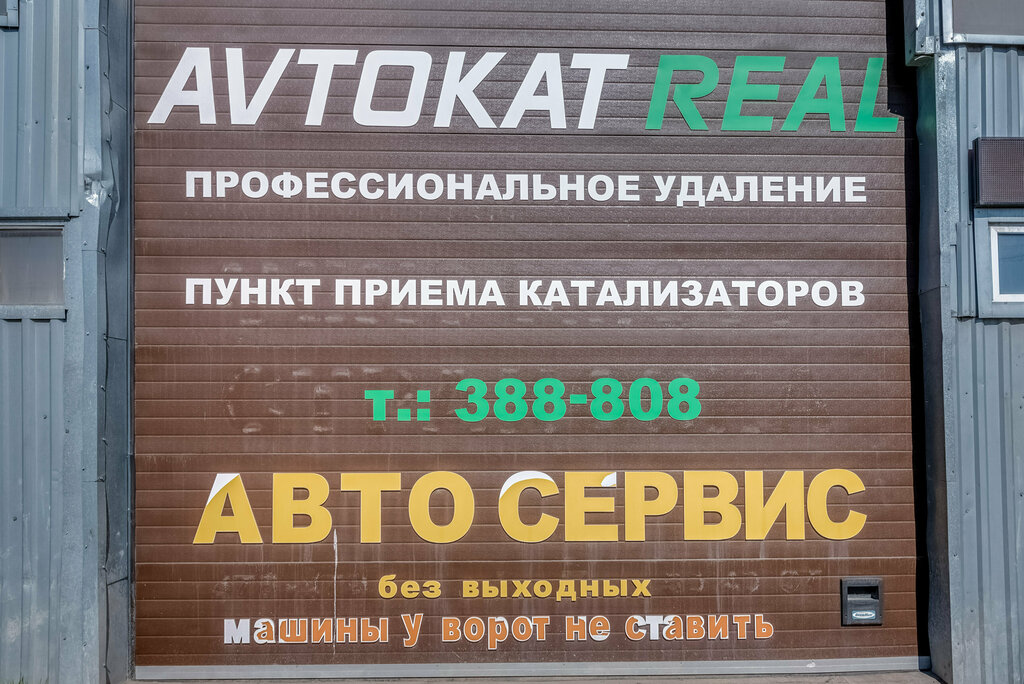 AVTOKAT REAL
ПРОФЕССИОНАЛЬНОЕ УДАЛЕНИЕ
ПУНКТ ПРИЕМА КАТАЛИЗАТОРОВ
т.: 388-808
АВТО СЕРВИС
без выходных
машины у ворот не ставить